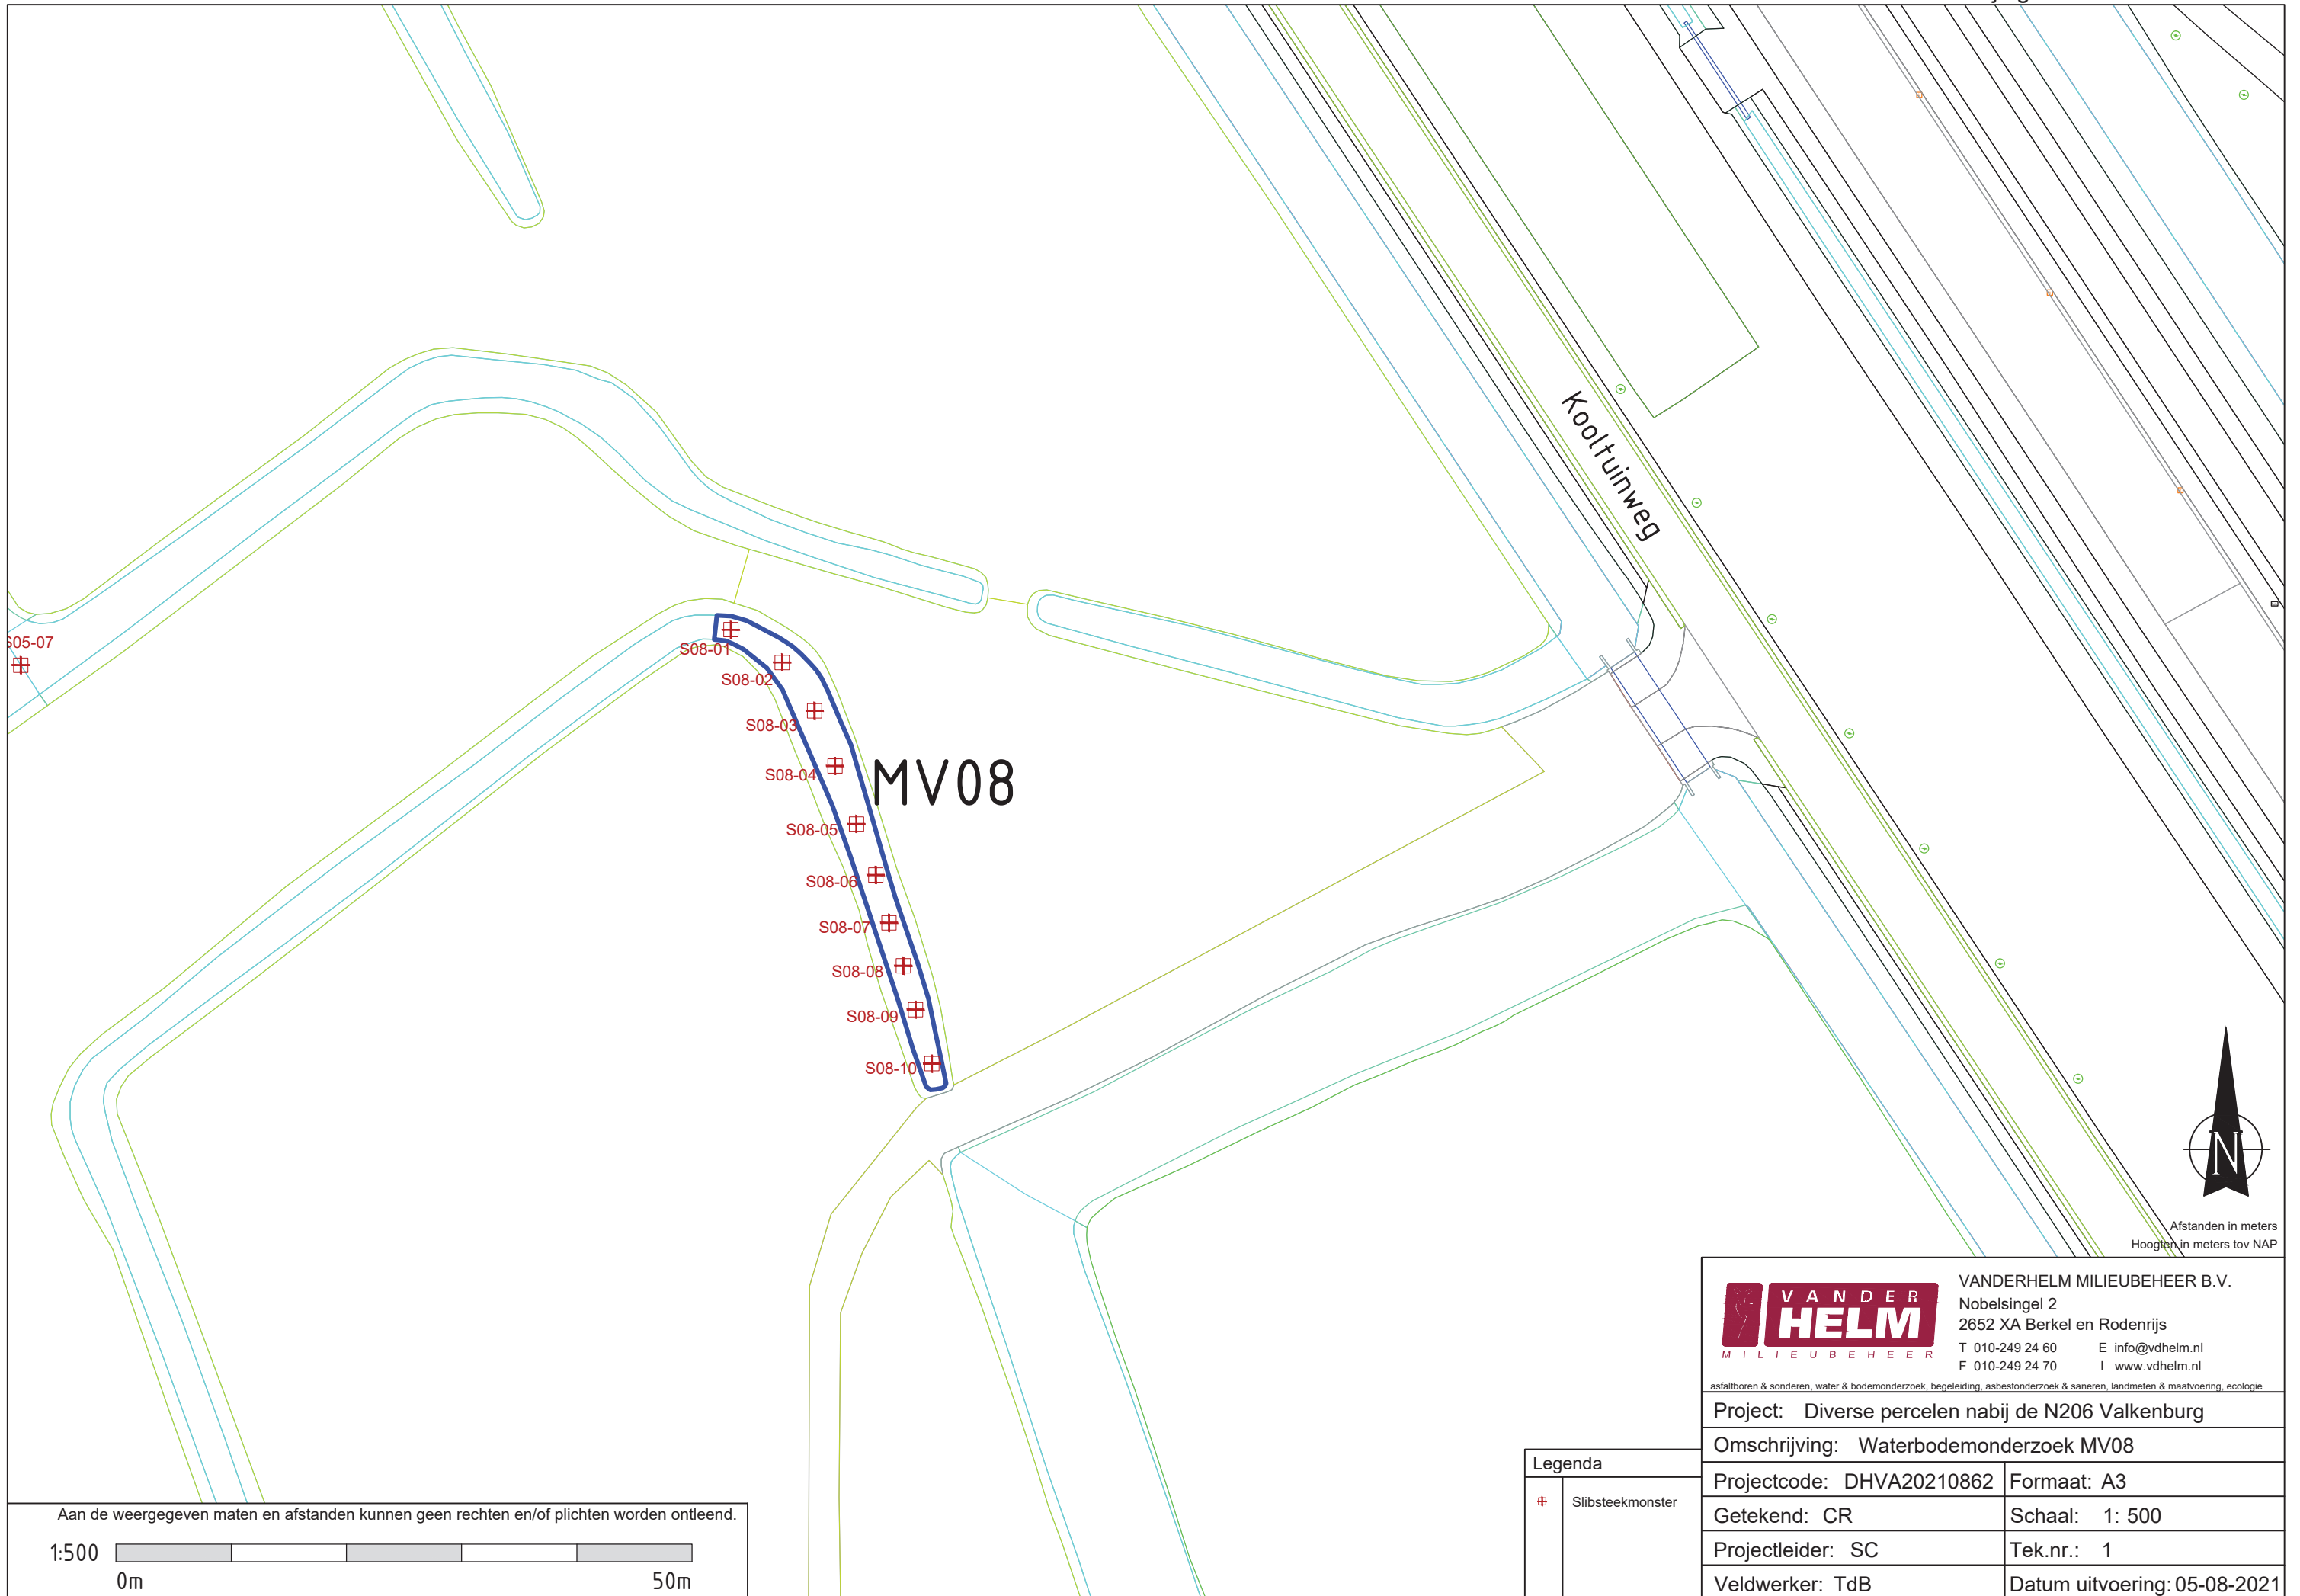 Kooltuinweg
S05-07
S08-01
S08-02
S08-03
S08-04
MV08
S08-05
S08-06
S08-07
S08-08
S08-09
S08-10
N
Afstanden in meters
Hoogten in meters tov NAP
VANDER
HELM
MILIEUBEHEER
VANDERHELM MILIEUBEHEER B.V.
Nobelsingel 2
2652 XA Berkel en Rodenrijs
T 010-249 24 60 E info@vdhelm.nl
F 010-249 24 70 I www.vdhelm.nl
asfaltboren & sonderen, water & bodemonderzoek, begeleiding, asbestonderzoek & saneren, landmeten & maatvoering, ecologie
Project: Diverse percelen nabij de N206 Valkenburg
Omschrijving: Waterbodemonderzoek MV08
Projectcode: DHVA20210862 Formaat: A3
Getekend: CR Schaal: 1: 500
Projectleider: SC Tek.nr.: 1
Veldwerker: TdB Datum uitvoering: 05-08-2021
Legenda
Slibsteekmonster
Aan de weergegeven maten en afstanden kunnen geen rechten en/of plichten worden ontleend.
1:500
0m 50m